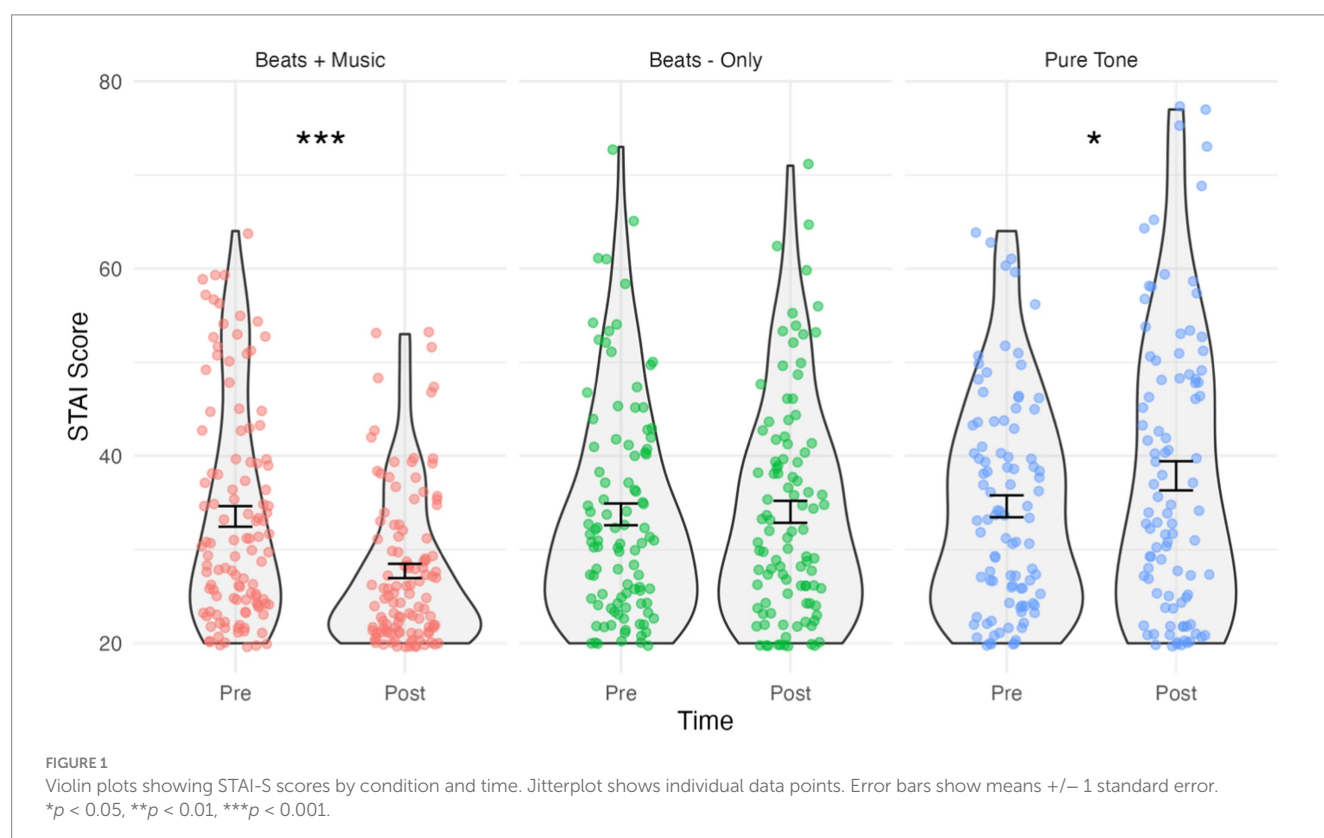 Beats + Music
Beats - Only
Pure Tone
80
***
*
60
STAI Score
40
20
Pre
Post
Pre
Post
Pre
Post
Time
FIGURE 1
Violin plots showing STAI-S scores by condition and time. Jitterplot shows individual data points. Error bars show means +/− 1 standard error.
*p < 0.05, **p < 0.01, ***p < 0.001.